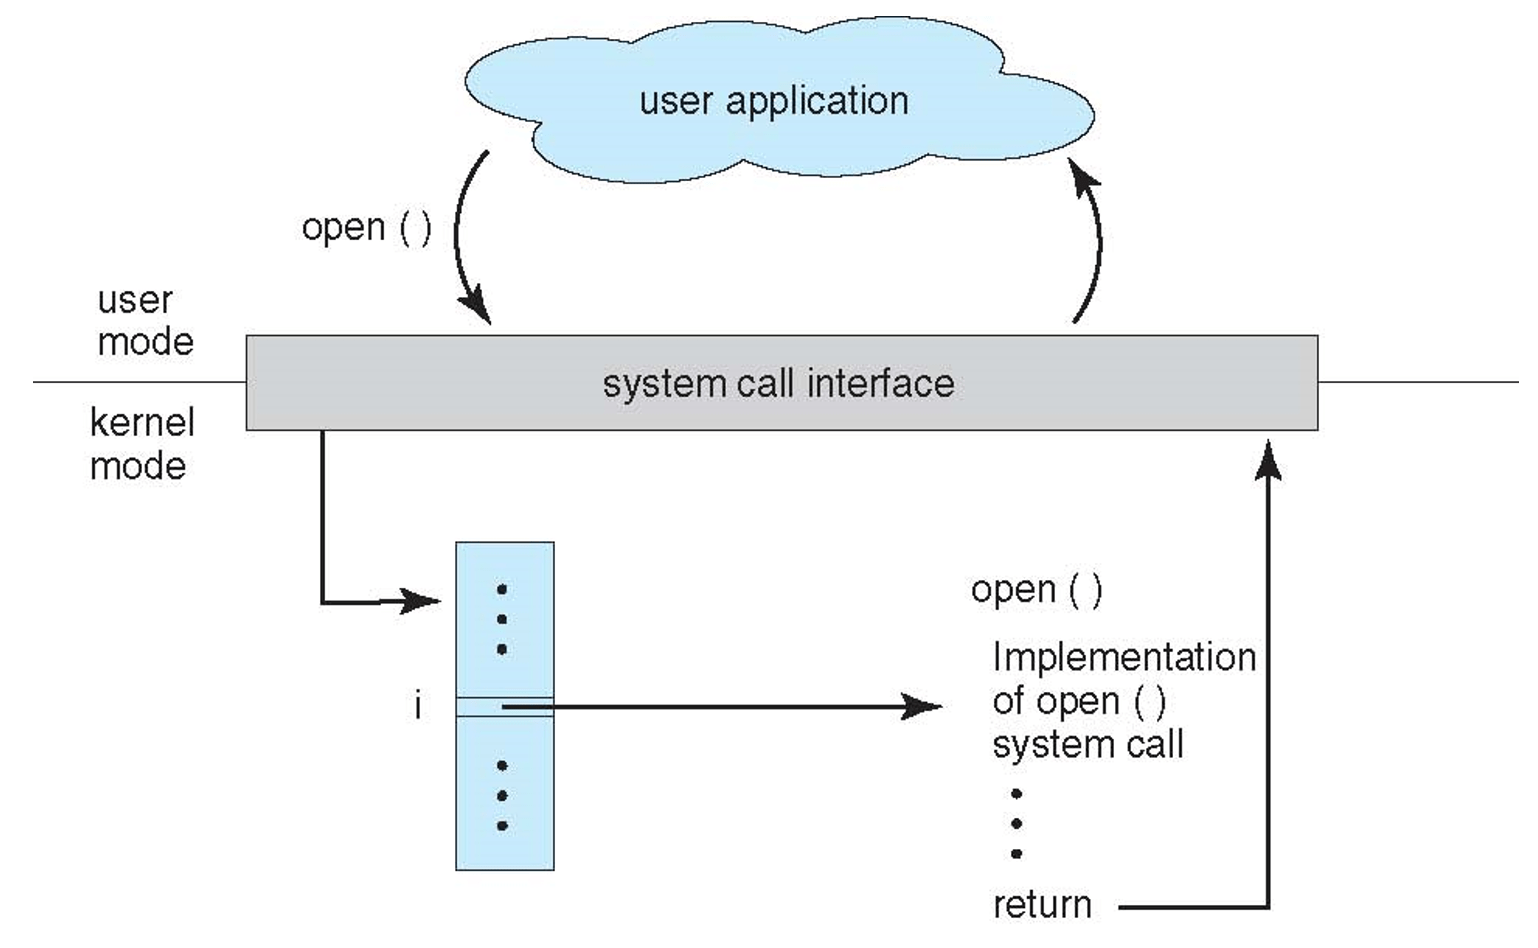 user application
open ( )
user
mode
system call interface
kernel
mode
i
open ( )
Implementation
of open ( )
system call
return